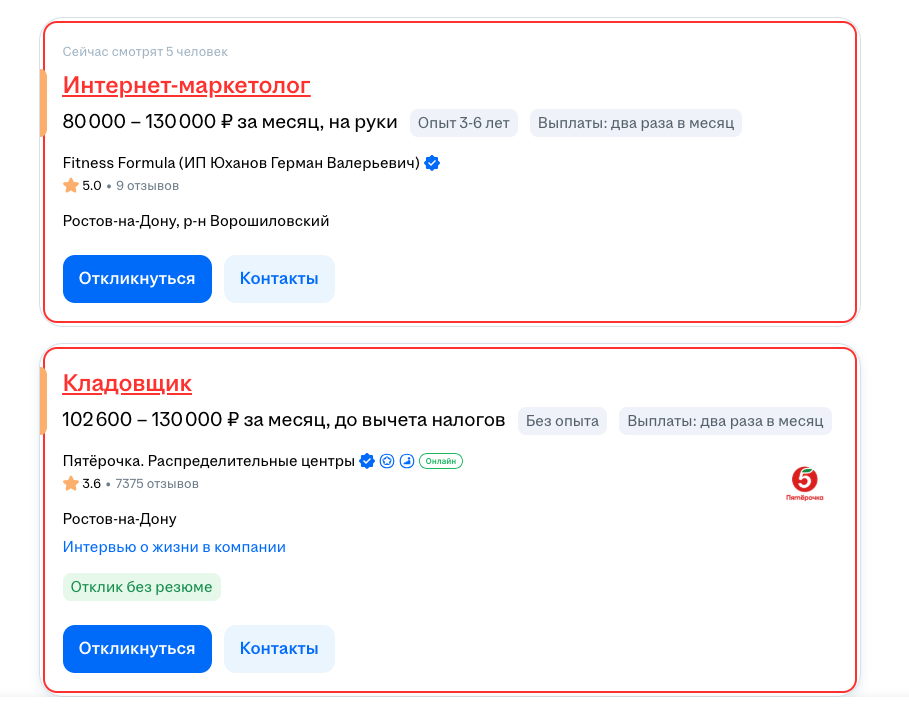 Сейчас смотрят 5 человек
Интернет-маркетолог
80 000 – 130 000 ₽ за месяц, на руки Опыт 3-6 лет Выплаты: два раза в месяц
Fitness Formula (ИП Юханов Герман Валерьевич)
5.0 • 9 отзывов
Ростов-на-Дону, р-н Ворошиловский
Откликнуться Контакты
Кладовщик
102 600 – 130 000 ₽ за месяц, до вычета налогов Без опыта Выплаты: два раза в месяц
Пятёрочка. Распределительные центры Онлайн
3.6 • 7375 отзывов
5
Пятёрочка
Ростов-на-Дону
Интервью о жизни в компании
Отклик без резюме
Откликнуться Контакты